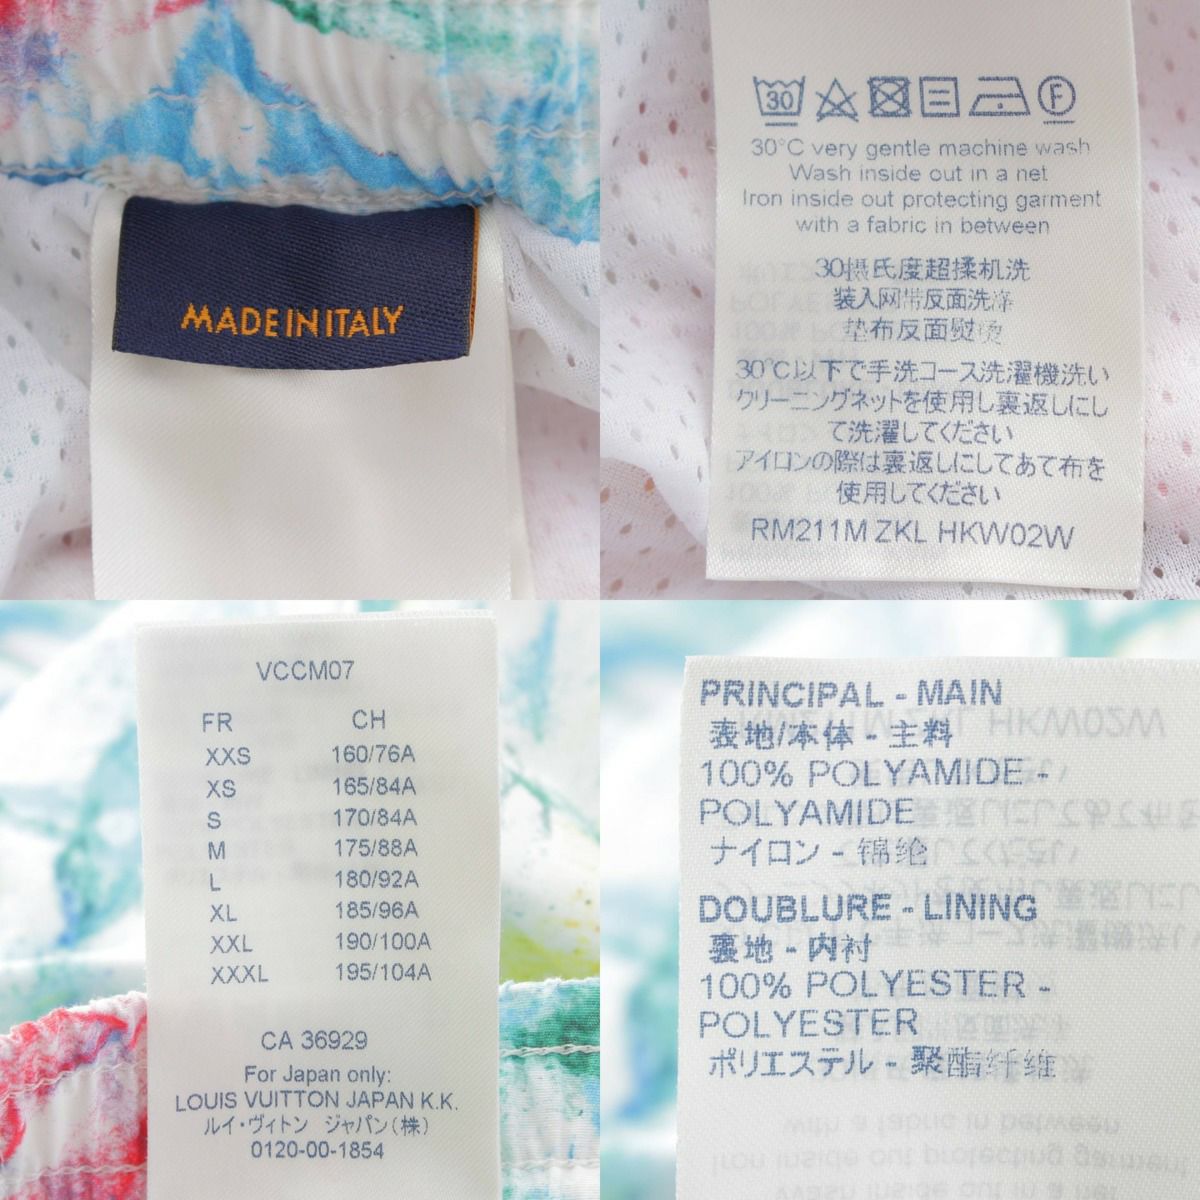 MADE IN ITALY
30
F
30°C very gentle machine wash
Wash inside out in a net
Iron inside out protecting garment
with a fabric in between
30摄氏度超柔机洗
装入网带反面洗涤
垫布反面熨烫
30℃以下で手洗コース洗濯機洗い
クリーニングネットを使用し裏返しにし
て洗濯してください
アイロンの際は裏返しにしてあて布を
使用してください
RM211M ZKL HKW02W
VCCM07
FR CH
XXS 160/76A
XS 165/84A
S 170/84A
M 175/88A
L 180/92A
XL 185/96A
XXL 190/100A
XXXL 195/104A
CA 36929
For Japan only:
LOUIS VUITTON JAPAN K.K.
ルイ・ヴィトン ジャパン(株)
0120-00-1854
PRINCIPAL - MAIN
表地/本体 - 主料
100% POLYAMIDE -
POLYAMIDE
ナイロン - 锦纶
DOUBLURE - LINING
裏地 - 内衬
100% POLYESTER -
POLYESTER
ポリエステル - 聚酯纤维